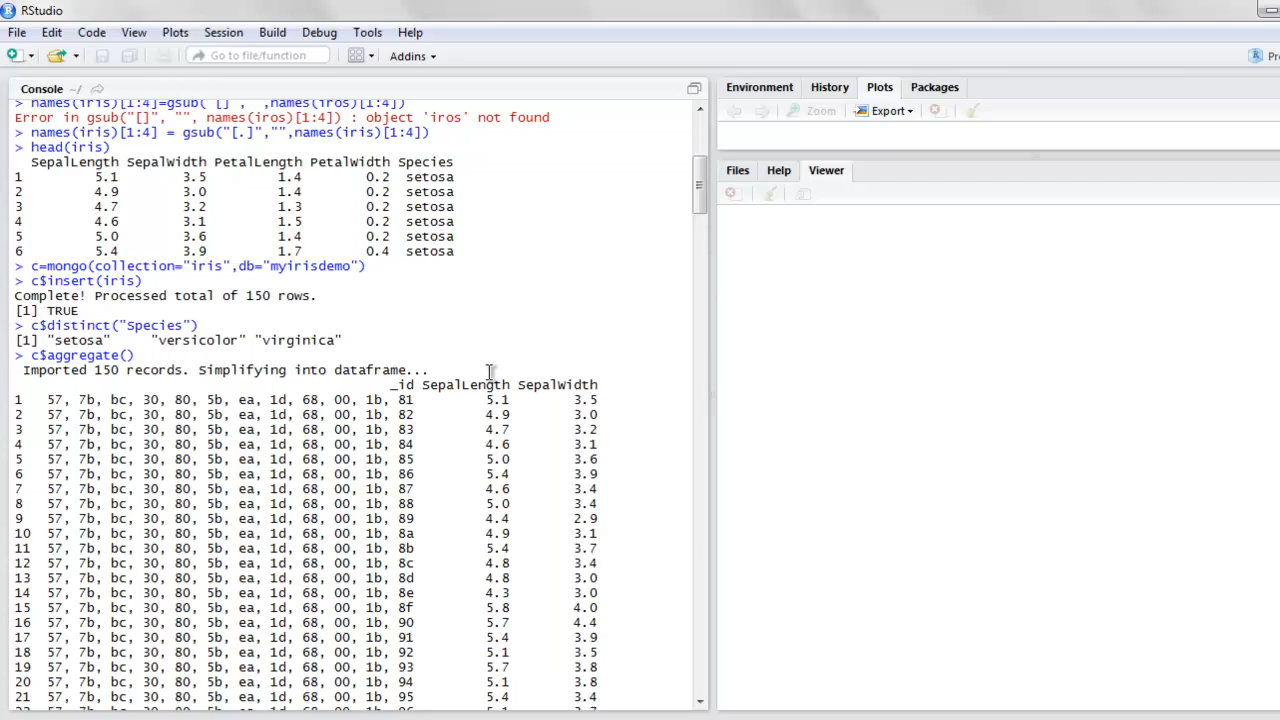 RStudio
File Edit Code View Plots Session Build Debug Tools Help
Go to file/function Addins
Console ~/
> names(iris)[1:4]=gsub("[]", "",names(iros)[1:4])
Error in gsub("[]", "", names(iros)[1:4]) : object 'iros' not found
> names(iris)[1:4] = gsub("[.]","",names(iris)[1:4])
> head(iris)
SepalLength SepalWidth PetalLength PetalWidth Species
1 5.1 3.5 1.4 0.2 setosa
2 4.9 3.0 1.4 0.2 setosa
3 4.7 3.2 1.3 0.2 setosa
4 4.6 3.1 1.5 0.2 setosa
5 5.0 3.6 1.4 0.2 setosa
6 5.4 3.9 1.7 0.4 setosa
> c=mongo(collection="iris",db="myirisdemo")
> c$insert(iris)
Complete! Processed total of 150 rows.
[1] TRUE
> c$distinct("Species")
[1] "setosa" "versicolor" "virginica"
> c$aggregate()
Imported 150 records. Simplifying into dataframe...
_id SepalLength SepalWidth
1 57, 7b, bc, 30, 80, 5b, ea, 1d, 68, 00, 1b, 81 5.1 3.5
2 57, 7b, bc, 30, 80, 5b, ea, 1d, 68, 00, 1b, 82 4.9 3.0
3 57, 7b, bc, 30, 80, 5b, ea, 1d, 68, 00, 1b, 83 4.7 3.2
4 57, 7b, bc, 30, 80, 5b, ea, 1d, 68, 00, 1b, 84 4.6 3.1
5 57, 7b, bc, 30, 80, 5b, ea, 1d, 68, 00, 1b, 85 5.0 3.6
6 57, 7b, bc, 30, 80, 5b, ea, 1d, 68, 00, 1b, 86 5.4 3.9
7 57, 7b, bc, 30, 80, 5b, ea, 1d, 68, 00, 1b, 87 4.6 3.4
8 57, 7b, bc, 30, 80, 5b, ea, 1d, 68, 00, 1b, 88 5.0 3.4
9 57, 7b, bc, 30, 80, 5b, ea, 1d, 68, 00, 1b, 89 4.4 2.9
10 57, 7b, bc, 30, 80, 5b, ea, 1d, 68, 00, 1b, 8a 4.9 3.1
11 57, 7b, bc, 30, 80, 5b, ea, 1d, 68, 00, 1b, 8b 5.4 3.7
12 57, 7b, bc, 30, 80, 5b, ea, 1d, 68, 00, 1b, 8c 4.8 3.4
13 57, 7b, bc, 30, 80, 5b, ea, 1d, 68, 00, 1b, 8d 4.8 3.0
14 57, 7b, bc, 30, 80, 5b, ea, 1d, 68, 00, 1b, 8e 4.3 3.0
15 57, 7b, bc, 30, 80, 5b, ea, 1d, 68, 00, 1b, 8f 5.8 4.0
16 57, 7b, bc, 30, 80, 5b, ea, 1d, 68, 00, 1b, 90 5.7 4.4
17 57, 7b, bc, 30, 80, 5b, ea, 1d, 68, 00, 1b, 91 5.4 3.9
18 57, 7b, bc, 30, 80, 5b, ea, 1d, 68, 00, 1b, 92 5.1 3.5
19 57, 7b, bc, 30, 80, 5b, ea, 1d, 68, 00, 1b, 93 5.7 3.8
20 57, 7b, bc, 30, 80, 5b, ea, 1d, 68, 00, 1b, 94 5.1 3.8
21 57, 7b, bc, 30, 80, 5b, ea, 1d, 68, 00, 1b, 95 5.4 3.4
Environment History Plots Packages
Zoom Export
Files Help Viewer